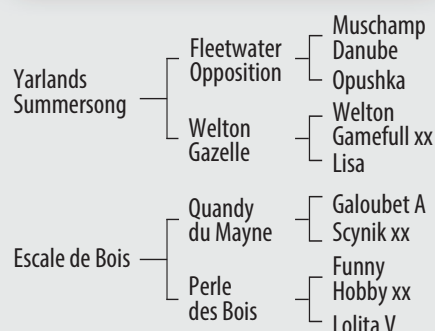 Yarlands
Summersong
Fleetwater
Opposition
Muschamp
Danube
Opushka
Welton
Gazelle
Welton
Gamefull xx
Lisa
Escale de Bois
Quandy
du Mayne
Galoubet A
Scynik xx
Perle
des Bois
Funny
Hobby xx
Lolita V